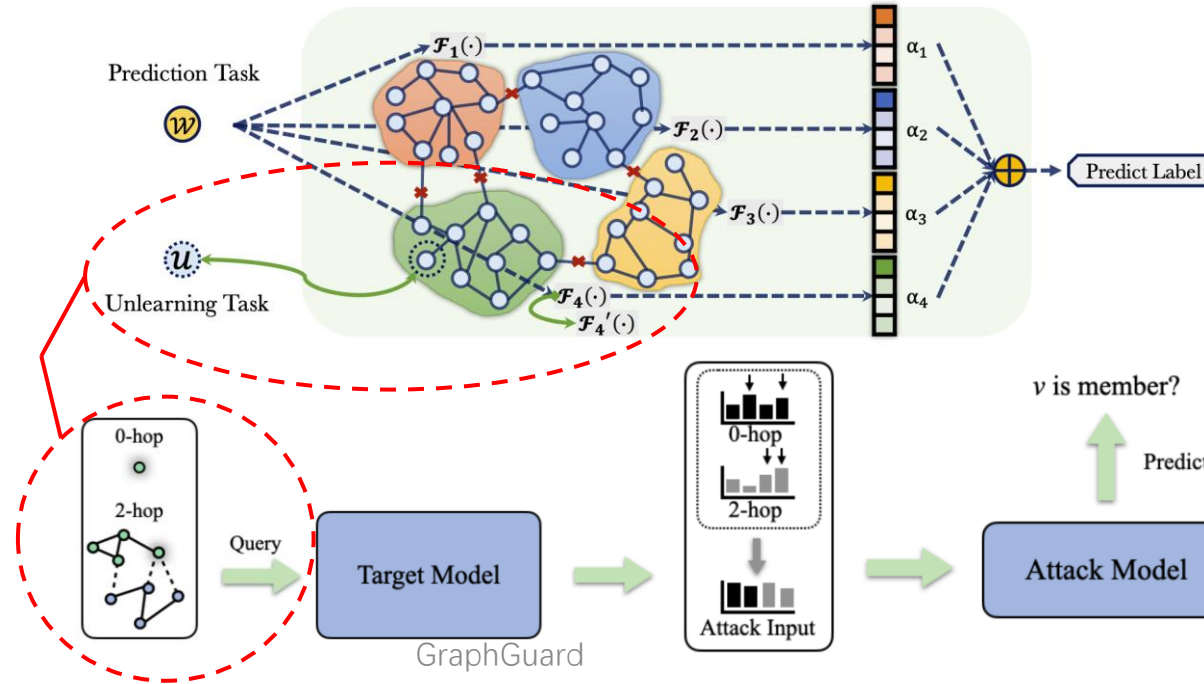 Prediction Task
w
𝓕₁(·)
𝓕₂(·)
𝓕₃(·)
𝓕₄(·)
𝓕₄′(·)
α₁
α₂
α₃
α₄
Predict Label
u
Unlearning Task
0-hop
2-hop
Query
Target Model
GraphGuard
0-hop
2-hop
Attack Input
v is member?
Predict
Attack Model